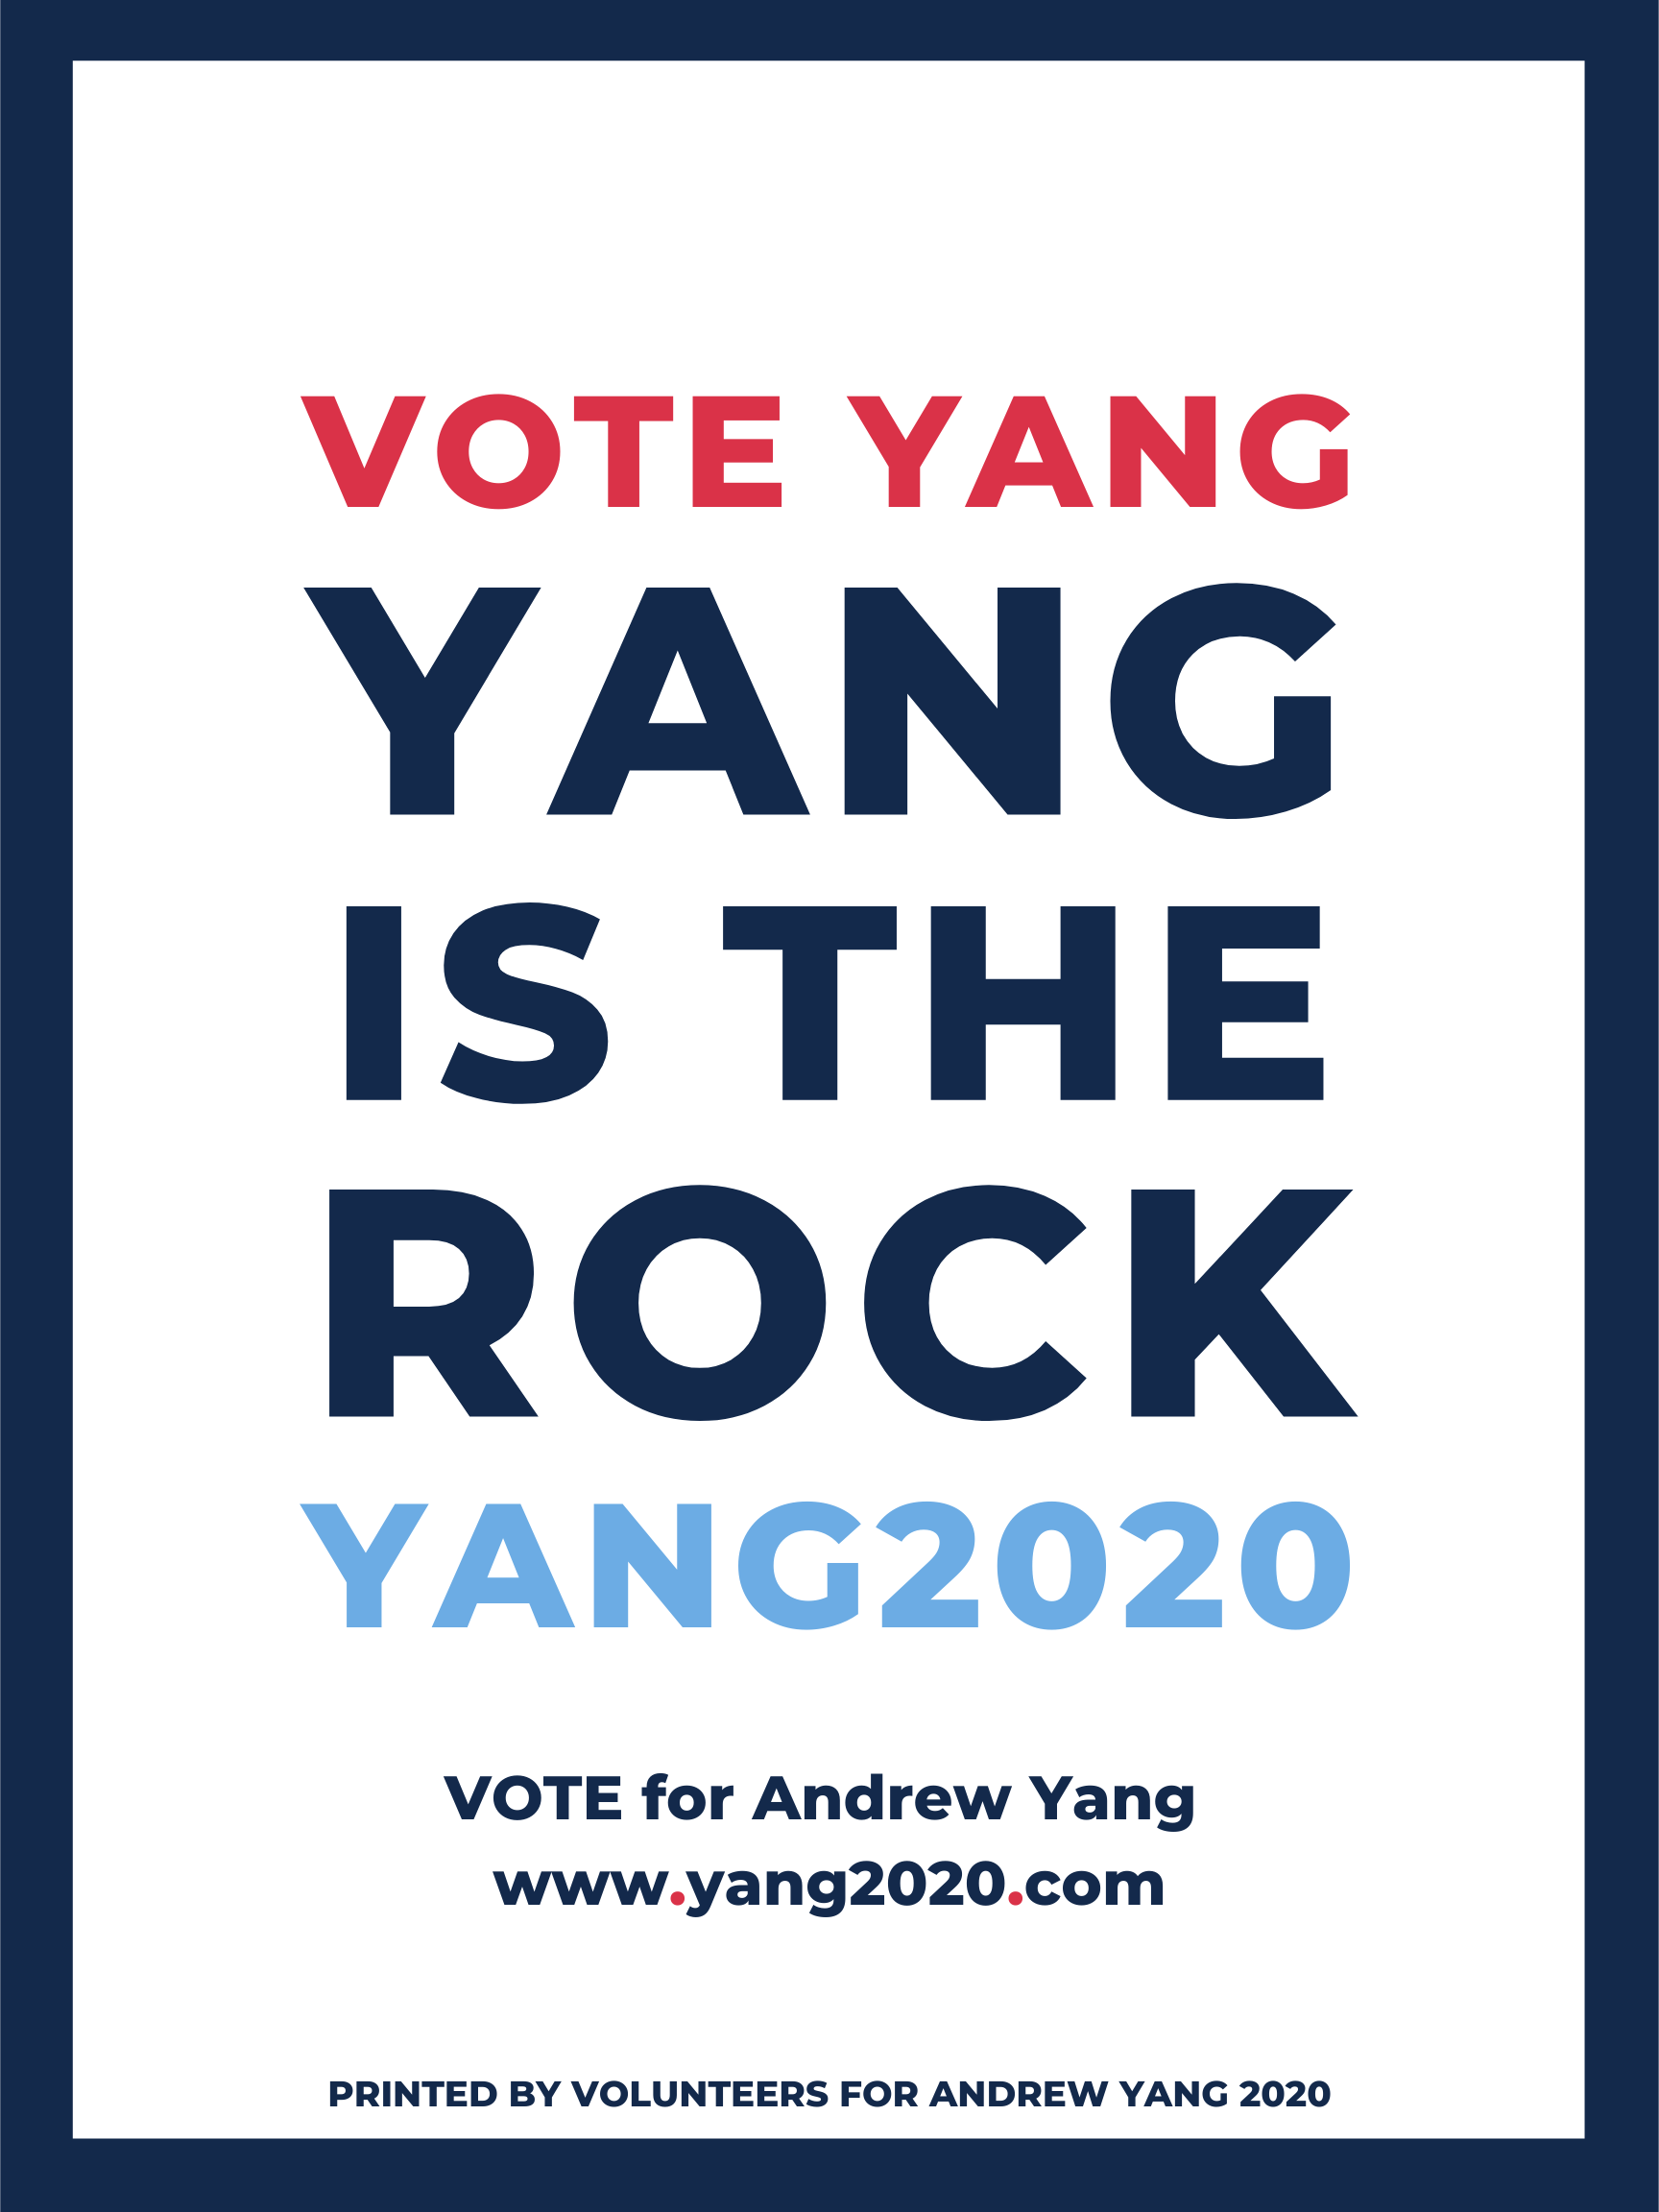 VOTE YANG
YANG
IS THE
ROCK
YANG2020
VOTE for Andrew Yang
www.yang2020.com
PRINTED BY VOLUNTEERS FOR ANDREW YANG 2020